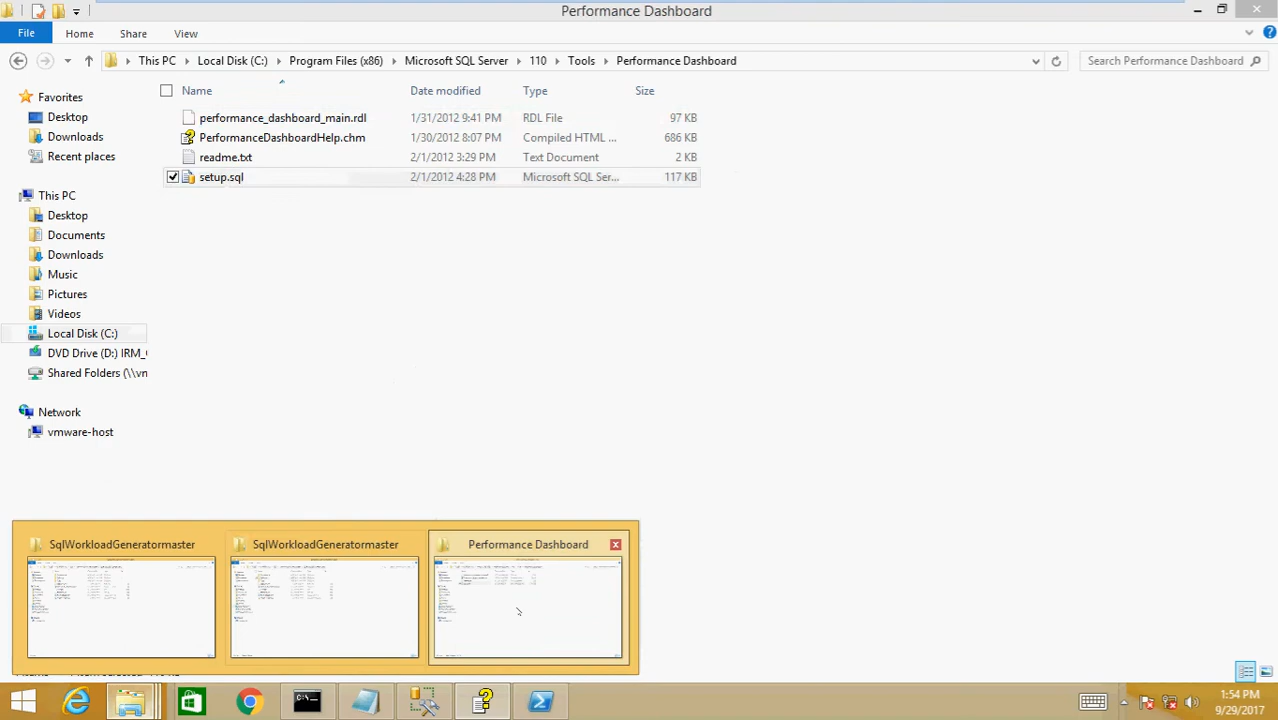 Performance Dashboard
File Home Share View
This PC Local Disk (C:) Program Files (x86) Microsoft SQL Server 110 Tools Performance Dashboard Search Performance Dashboard
Name Date modified Type Size
performance_dashboard_main.rdl 1/31/2012 9:41 PM RDL File 97 KB
PerformanceDashboardHelp.chm 1/30/2012 8:07 PM Compiled HTML ... 686 KB
readme.txt 2/1/2012 3:29 PM Text Document 2 KB
setup.sql 2/1/2012 4:28 PM Microsoft SQL Ser... 117 KB
Favorites
Desktop
Downloads
Recent places
This PC
Desktop
Documents
Downloads
Music
Pictures
Videos
Local Disk (C:)
DVD Drive (D:) IRM_
Shared Folders (\\vn
Network
vmware-host
SqlWorkloadGeneratormaster SqlWorkloadGeneratormaster Performance Dashboard
1:54 PM
9/29/2017